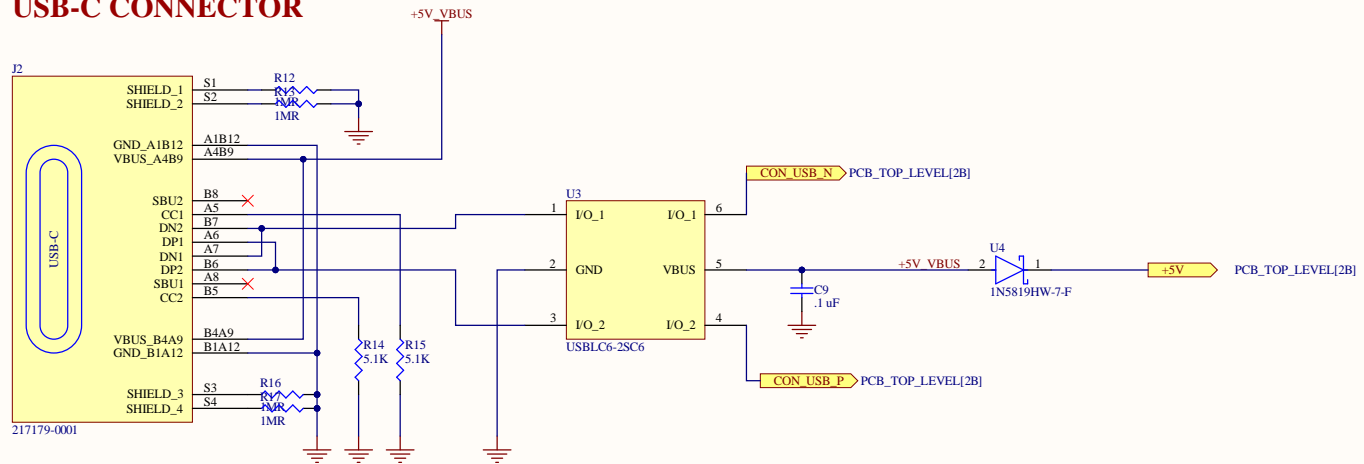 USB-C CONNECTOR
+5V_VBUS
J2
SHIELD_1
S1
R12
SHIELD_2
S2
R13
1MR
1MR
GND_A1B12
A1B12
VBUS_A4B9
A4B9
SBU2
B8
CC1
A5
DN2
B7
DP1
A6
DN1
A7
DP2
B6
SBU1
A8
CC2
B5
USB-C
VBUS_B4A9
B4A9
GND_B1A12
B1A12
R14
5.1K
R15
5.1K
SHIELD_3
S3
R16
SHIELD_4
S4
R17
1MR
1MR
217179-0001
U3
1
I/O_1
I/O_1
6
2
GND
VBUS
5
3
I/O_2
I/O_2
4
USBLC6-2SC6
CON_USB_N
PCB_TOP_LEVEL[2B]
C9
.1 uF
+5V_VBUS
2
U4
1
1N5819HW-7-F
+5V
PCB_TOP_LEVEL[2B]
CON_USB_P
PCB_TOP_LEVEL[2B]